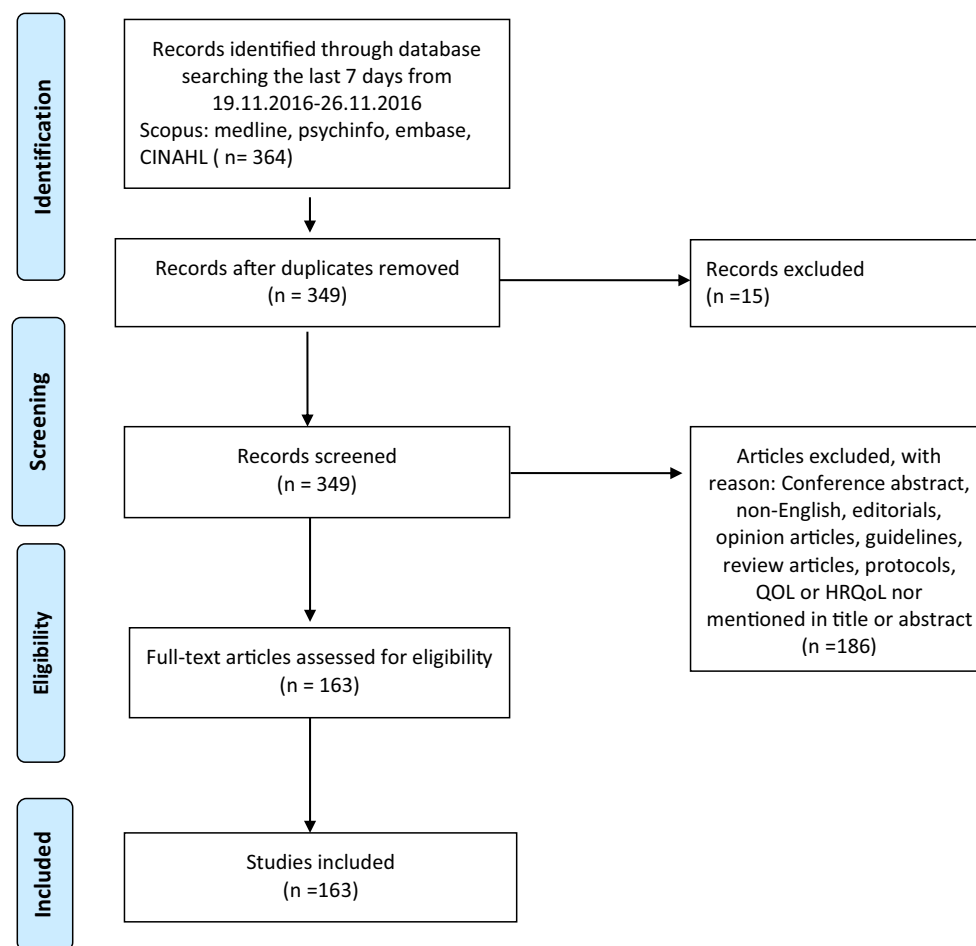 Identification
Records identified through database
searching the last 7 days from
19.11.2016-26.11.2016
Scopus: medline, psychinfo, embase,
CINAHL ( n= 364)
Records after duplicates removed
(n = 349)
Records excluded
(n =15)
Screening
Records screened
(n = 349)
Articles excluded, with
reason: Conference abstract,
non-English, editorials,
opinion articles, guidelines,
review articles, protocols,
QOL or HRQoL nor
mentioned in title or abstract
(n =186)
Eligibility
Full-text articles assessed for eligibility
(n = 163)
Included
Studies included
(n =163)